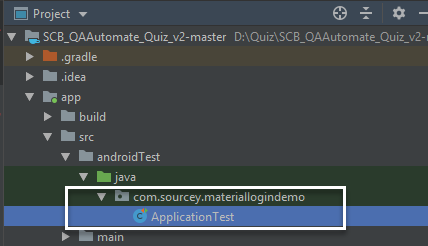 Project
SCB_QAAutomate_Quiz_v2-master D:\Quiz\SCB_QAAutomate_Quiz_v2-
.gradle
.idea
app
build
src
androidTest
java
com.sourcey.materiallogindemo
ApplicationTest
main